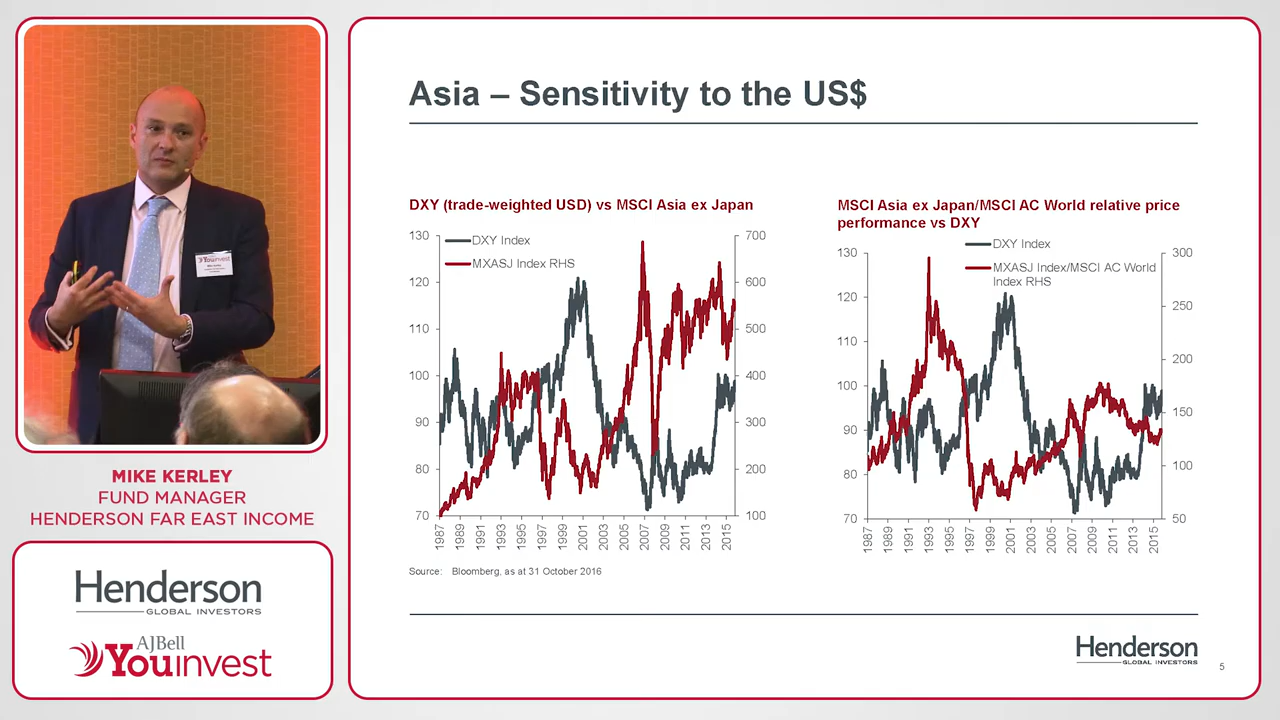 Youinvest
MIKE KERLEY
FUND MANAGER
HENDERSON FAR EAST INCOME
Henderson
GLOBAL INVESTORS
AJBell
Youinvest
Asia – Sensitivity to the US$
DXY (trade-weighted USD) vs MSCI Asia ex Japan
130
120
110
100
90
80
70
DXY Index
MXASJ Index RHS
700
600
500
400
300
200
100
1987
1989
1991
1993
1995
1997
1999
2001
2003
2005
2007
2009
2011
2013
2015
MSCI Asia ex Japan/MSCI AC World relative price
performance vs DXY
130
120
110
100
90
80
70
DXY Index
MXASJ Index/MSCI AC World
Index RHS
300
250
200
150
100
50
1987
1989
1991
1993
1995
1997
1999
2001
2003
2005
2007
2009
2011
2013
2015
Source: Bloomberg, as at 31 October 2016
Henderson
GLOBAL INVESTORS
5